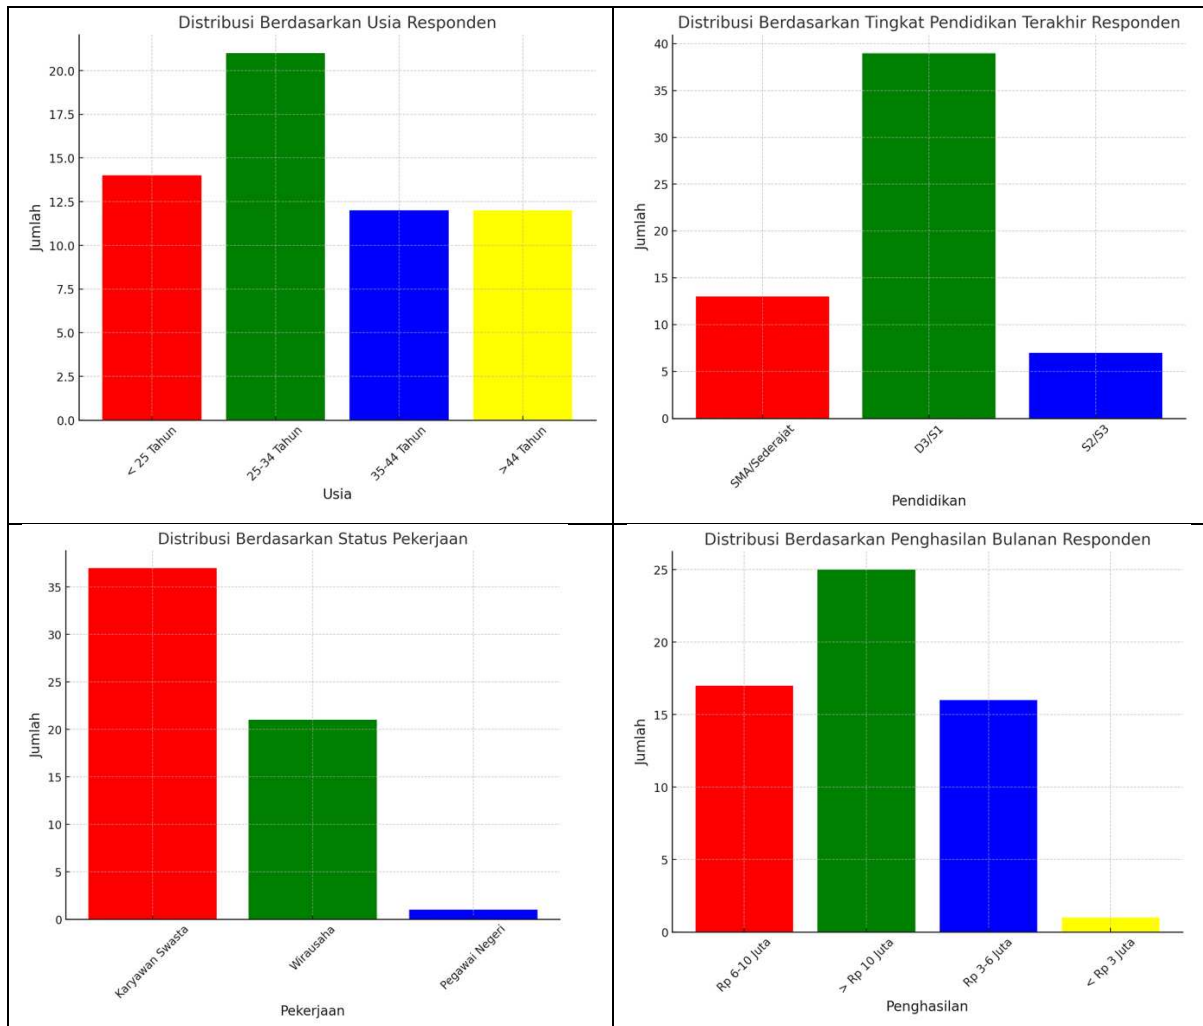 Distribusi Berdasarkan Usia Responden
Jumlah
20.0
17.5
15.0
12.5
10.0
7.5
5.0
2.5
0.0
< 25 Tahun
25-34 Tahun
35-44 Tahun
>44 Tahun
Usia
Distribusi Berdasarkan Tingkat Pendidikan Terakhir Responden
Jumlah
40
35
30
25
20
15
10
5
0
SMA/Sederajat
D3/S1
S2/S3
Pendidikan
Distribusi Berdasarkan Status Pekerjaan
Jumlah
35
30
25
20
15
10
5
0
Karyawan Swasta
Wirausaha
Pegawai Negeri
Pekerjaan
Distribusi Berdasarkan Penghasilan Bulanan Responden
Jumlah
25
20
15
10
5
0
Rp 6-10 Juta
> Rp 10 Juta
Rp 3-6 Juta
< Rp 3 Juta
Penghasilan